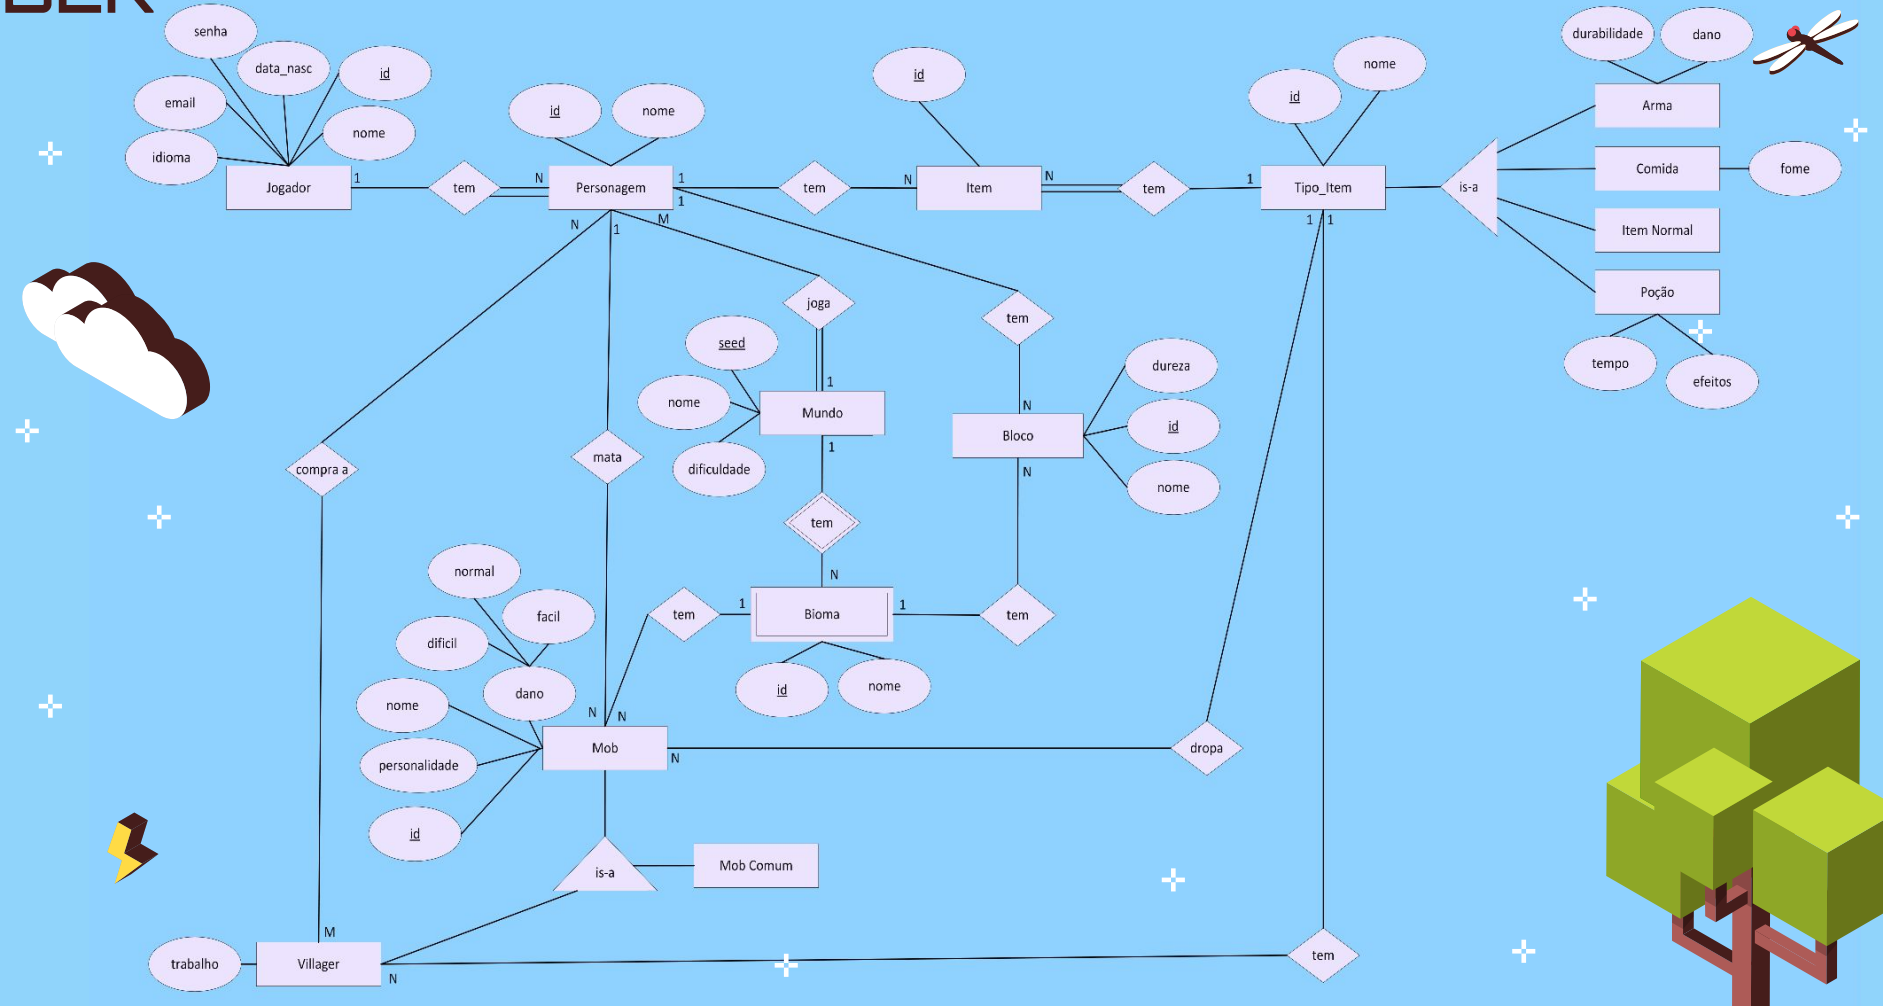 senha
data_nasc
id
email
nome
idioma
Jogador
1
tem
N
id
nome
Personagem
1
1
N
1
M
tem
N
id
Item
N
tem
1
id
nome
Tipo_Item
1
1
is-a
durabilidade
dano
Arma
Comida
fome
Item Normal
Poção
tempo
efeitos
joga
1
seed
nome
dificuldade
Mundo
1
tem
N
tem
N
Bloco
N
dureza
id
nome
compra a
mata
tem
1
Bioma
1
tem
id
nome
normal
facil
dificil
dano
nome
personalidade
id
N
N
Mob
N
dropa
is-a
Mob Comum
M
trabalho
Villager
N
tem